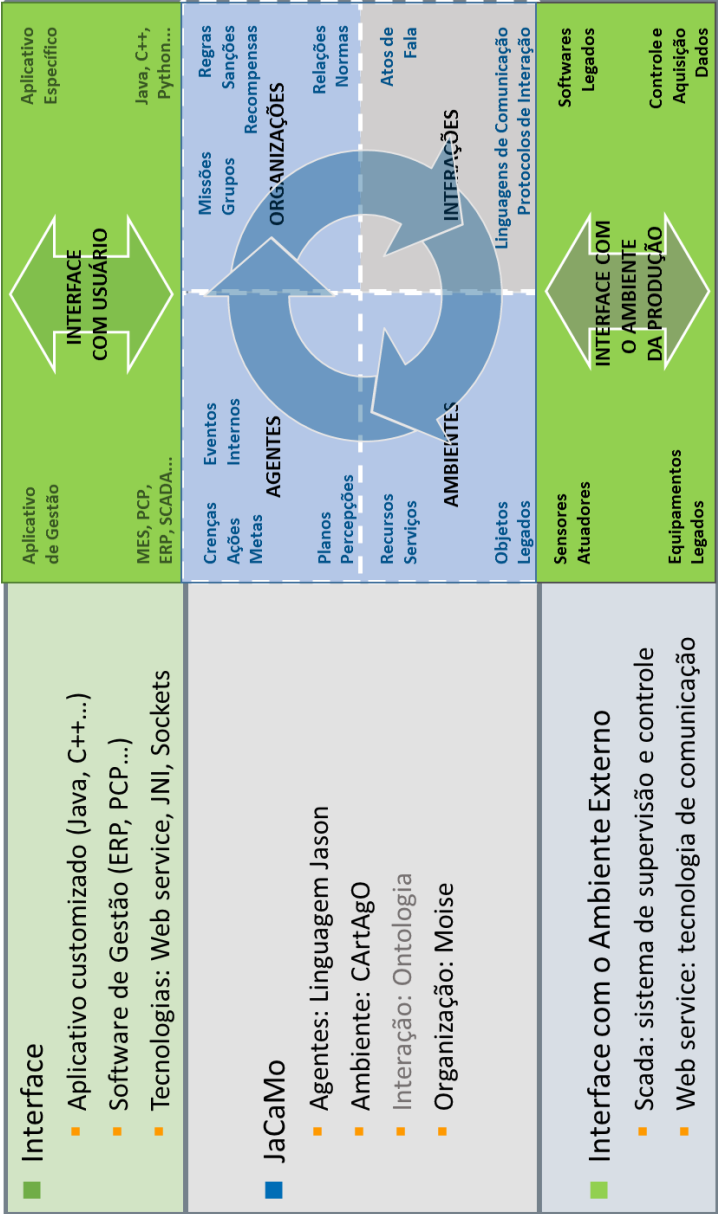 Interface
Aplicativo customizado (Java, C++...)
Software de Gestão (ERP, PCP...)
Tecnologias: Web service, JNI, Sockets
JaCaMo
Agentes: Linguagem Jason
Ambiente: CArtAgO
Interação: Ontologia
Organização: Moise
Interface com o Ambiente Externo
Scada: sistema de supervisão e controle
Web service: tecnologia de comunicação
Aplicativo
de Gestão
MES, PCP,
ERP, SCADA...
INTERFACE
COM USUÁRIO
Aplicativo
Específico
Java, C++,
Python...
Crenças
Ações
Metas
Eventos
Internos
AGENTES
Planos
Percepções
Missões
Grupos
Regras
Sanções
Recompensas
ORGANIZAÇÕES
Relações
Normas
Recursos
Serviços
AMBIENTES
Objetos
Legados
Atos de
Fala
INTERAÇÕES
Linguagens de Comunicação
Protocolos de Interação
Sensores
Atuadores
Equipamentos
Legados
INTERFACE COM
O AMBIENTE
DA PRODUÇÃO
Softwares
Legados
Controle e
Aquisição
Dados